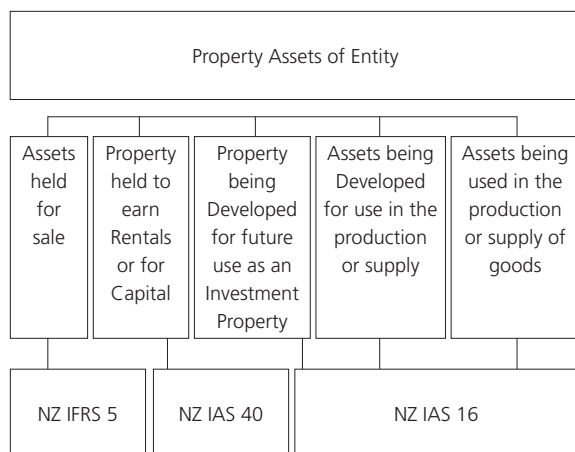 Property Assets of Entity
Assets
held
for
sale
Property
held to
earn
Rentals
or for
Capital
Property
being
Developed
for future
use as an
Investment
Property
Assets being
Developed
for use in the
production
or supply
Assets being
used in the
production
or supply of
goods
NZ IFRS 5
NZ IAS 40
NZ IAS 16